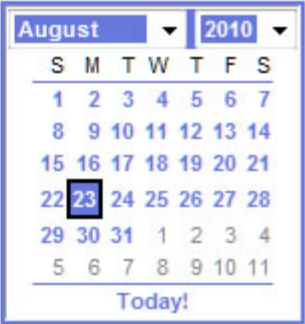 August 2010
S M T W T F S
1 2 3 4 5 6 7
8 9 10 11 12 13 14
15 16 17 18 19 20 21
22 23 24 25 26 27 28
29 30 31 1 2 3 4
5 6 7 8 9 10 11
Today!